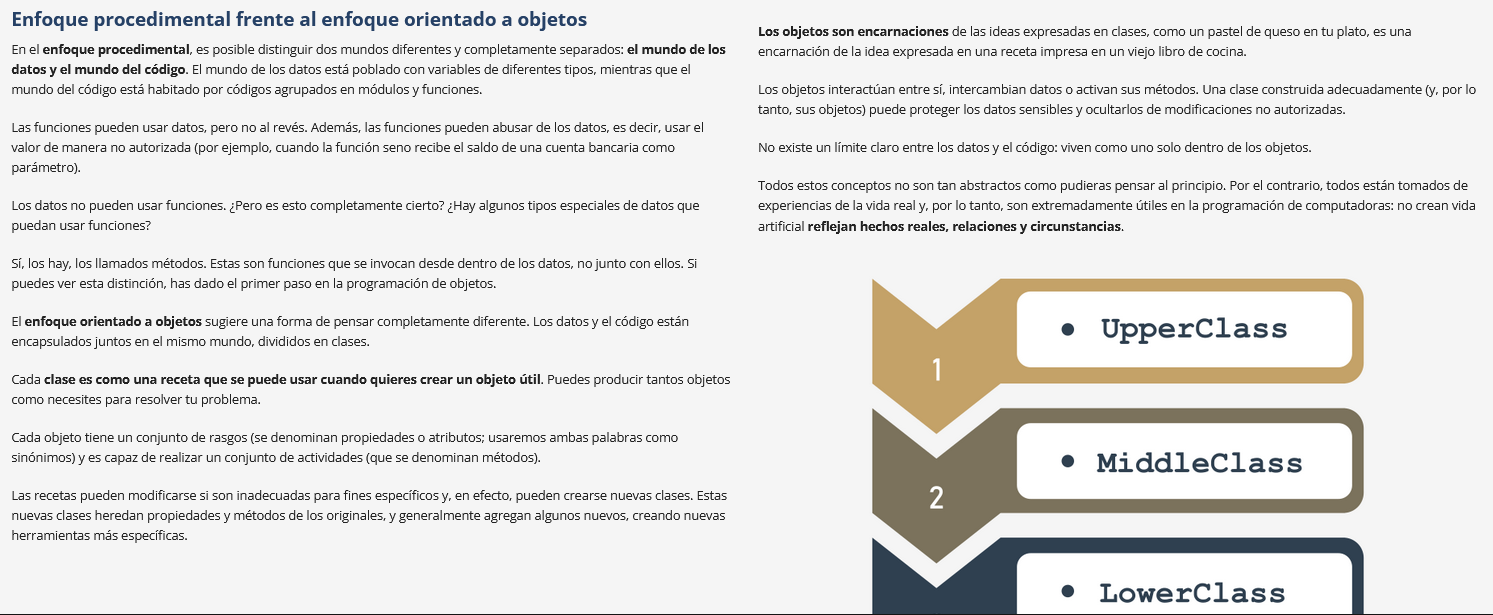 Enfoque procedimental frente al enfoque orientado a objetos
En el enfoque procedimental, es posible distinguir dos mundos diferentes y completamente separados: el mundo de los
datos y el mundo del código. El mundo de los datos está poblado con variables de diferentes tipos, mientras que el
mundo del código está habitado por códigos agrupados en módulos y funciones.
Las funciones pueden usar datos, pero no al revés. Además, las funciones pueden abusar de los datos, es decir, usar el
valor de manera no autorizada (por ejemplo, cuando la función seno recibe el saldo de una cuenta bancaria como
parámetro).
Los datos no pueden usar funciones. ¿Pero es esto completamente cierto? ¿Hay algunos tipos especiales de datos que
puedan usar funciones?
Sí, los hay, los llamados métodos. Estas son funciones que se invocan desde dentro de los datos, no junto con ellos. Si
puedes ver esta distinción, has dado el primer paso en la programación de objetos.
El enfoque orientado a objetos sugiere una forma de pensar completamente diferente. Los datos y el código están
encapsulados juntos en el mismo mundo, divididos en clases.
Cada clase es como una receta que se puede usar cuando quieres crear un objeto útil. Puedes producir tantos objetos
como necesites para resolver tu problema.
Cada objeto tiene un conjunto de rasgos (se denominan propiedades o atributos; usaremos ambas palabras como
sinónimos) y es capaz de realizar un conjunto de actividades (que se denominan métodos).
Las recetas pueden modificarse si son inadecuadas para fines específicos y, en efecto, pueden crearse nuevas clases. Estas
nuevas clases heredan propiedades y métodos de los originales, y generalmente agregan algunos nuevos, creando nuevas
herramientas más específicas.
Los objetos son encarnaciones de las ideas expresadas en clases, como un pastel de queso en tu plato, es una
encarnación de la idea expresada en una receta impresa en un viejo libro de cocina.
Los objetos interactúan entre sí, intercambian datos o activan sus métodos. Una clase construida adecuadamente (y, por lo
tanto, sus objetos) puede proteger los datos sensibles y ocultarlos de modificaciones no autorizadas.
No existe un límite claro entre los datos y el código: viven como uno solo dentro de los objetos.
Todos estos conceptos no son tan abstractos como pudieras pensar al principio. Por el contrario, todos están tomados de
experiencias de la vida real y, por lo tanto, son extremadamente útiles en la programación de computadoras: no crean vida
artificial reflejan hechos reales, relaciones y circunstancias.
1
• UpperClass
2
• MiddleClass
• LowerClass